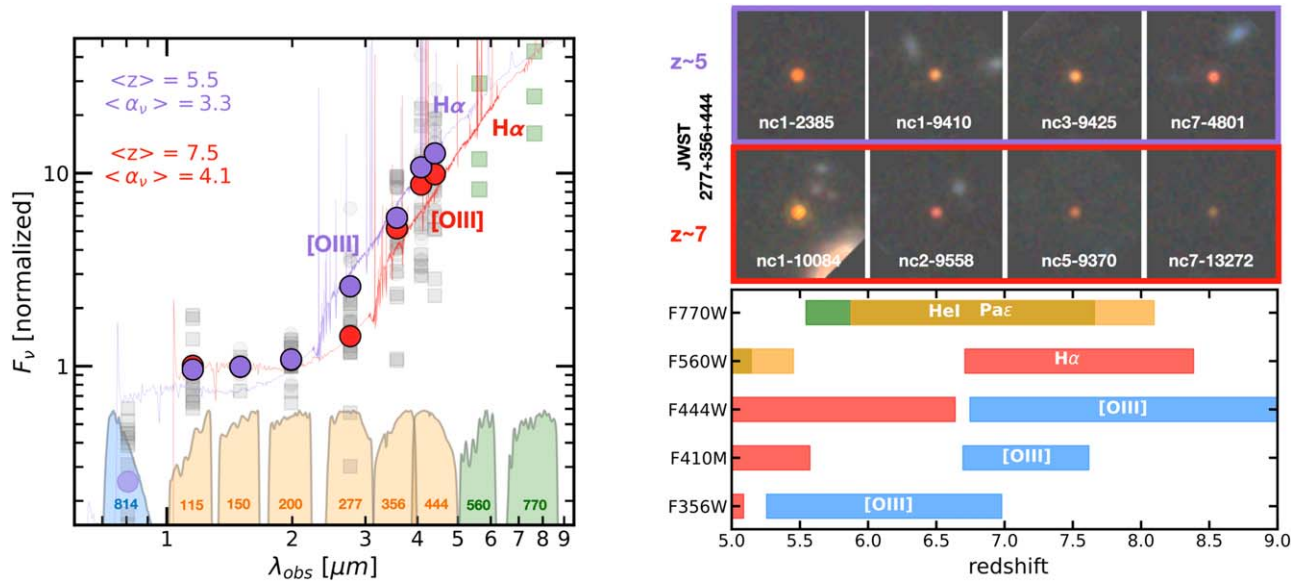 <z> = 5.5
<αν> = 3.3
<z> = 7.5
<αν> = 4.1
Hα
Hα
[OIII]
[OIII]
10
1
Fν [normalized]
814
115
150
200
277
356
444
560
770
1
2
3
4
5
6
7
8
9
λobs [μm]
z~5
z~7
JWST
277+356+444
nc1-2385
nc1-9410
nc3-9425
nc7-4801
nc1-10084
nc2-9558
nc5-9370
nc7-13272
F770W
HeI Paε
F560W
Hα
F444W
[OIII]
F410M
[OIII]
F356W
[OIII]
5.0
5.5
6.0
6.5
7.0
7.5
8.0
8.5
9.0
redshift